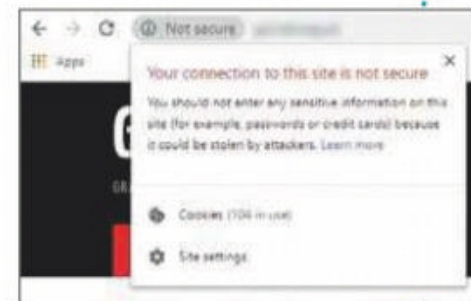 Not secure
Apps
Your connection to this site is not secure
You should not enter any sensitive information on this
site (for example, passwords or credit cards) because
it could be stolen by attackers. Learn more
G
GRA
Cookies (104 in use)
Site settings